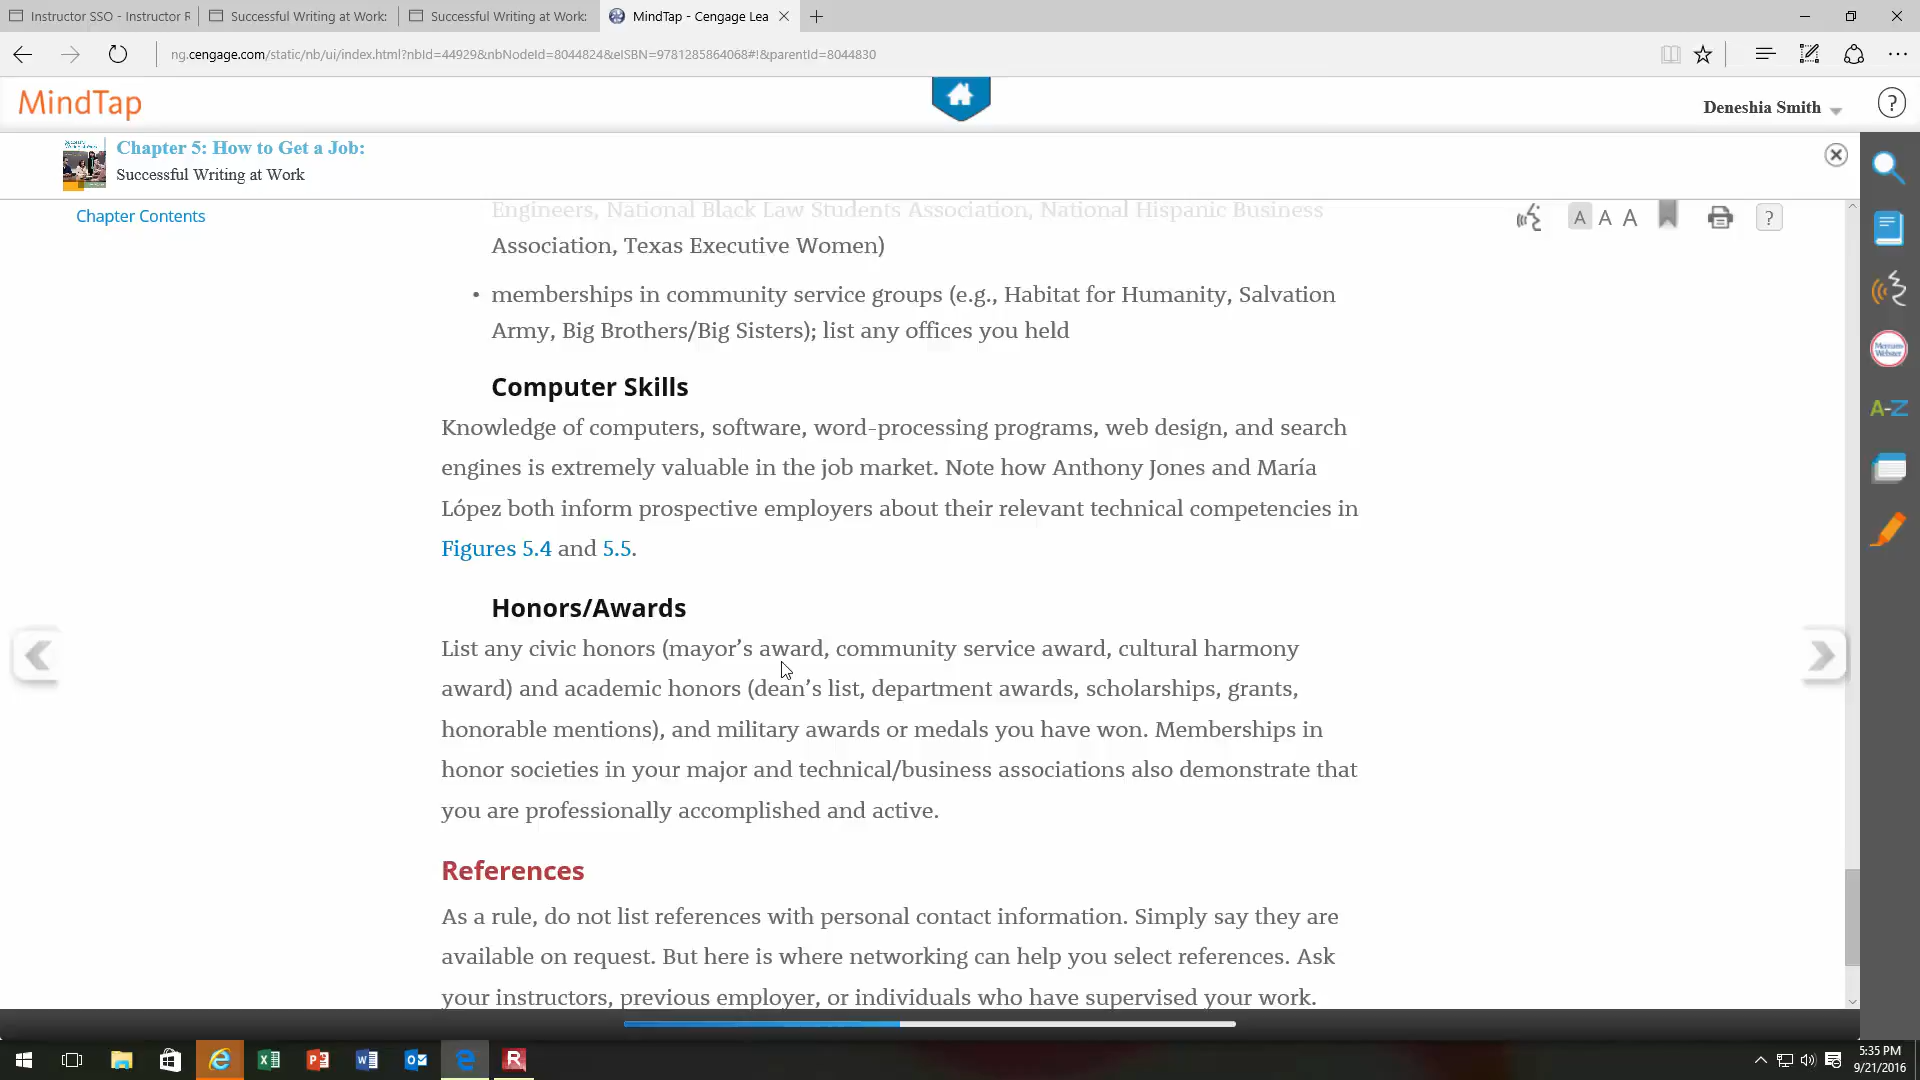 Instructor SSO - Instructor R
Successful Writing at Work:
Successful Writing at Work:
MindTap - Cengage Lea
ng.cengage.com/static/nb/ui/index.html?nbId=44929&nbNodeId=8044824&eISBN=9781285864068#!&parentId=8044830
MindTap
Deneshia Smith
?
Chapter 5: How to Get a Job:
Successful Writing at Work
Chapter Contents
A A A
?
Engineers, National Black Law Students Association, National Hispanic Business
Association, Texas Executive Women)
• memberships in community service groups (e.g., Habitat for Humanity, Salvation
Army, Big Brothers/Big Sisters); list any offices you held
Computer Skills
Knowledge of computers, software, word-processing programs, web design, and search
engines is extremely valuable in the job market. Note how Anthony Jones and María
López both inform prospective employers about their relevant technical competencies in
Figures 5.4 and 5.5.
Honors/Awards
List any civic honors (mayor’s award, community service award, cultural harmony
award) and academic honors (dean’s list, department awards, scholarships, grants,
honorable mentions), and military awards or medals you have won. Memberships in
honor societies in your major and technical/business associations also demonstrate that
you are professionally accomplished and active.
References
As a rule, do not list references with personal contact information. Simply say they are
available on request. But here is where networking can help you select references. Ask
your instructors, previous employer, or individuals who have supervised your work.
Merriam
Webster
A-Z
5:35 PM
9/21/2016